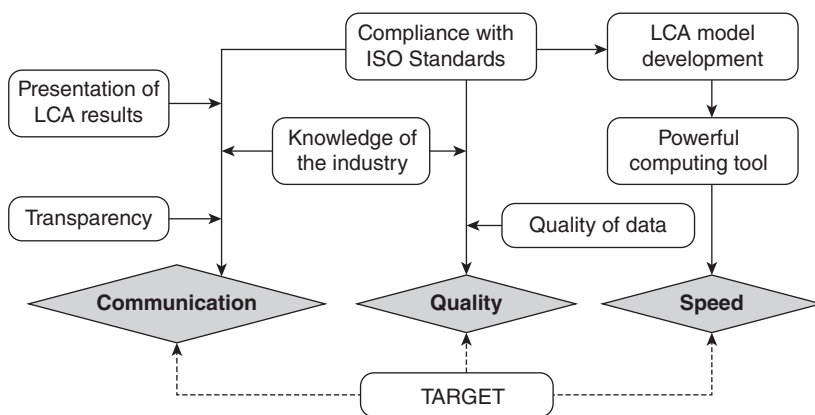 Compliance with
ISO Standards
LCA model
development
Presentation of
LCA results
Knowledge of
the industry
Powerful
computing tool
Transparency
Quality of data
Communication
Quality
Speed
TARGET